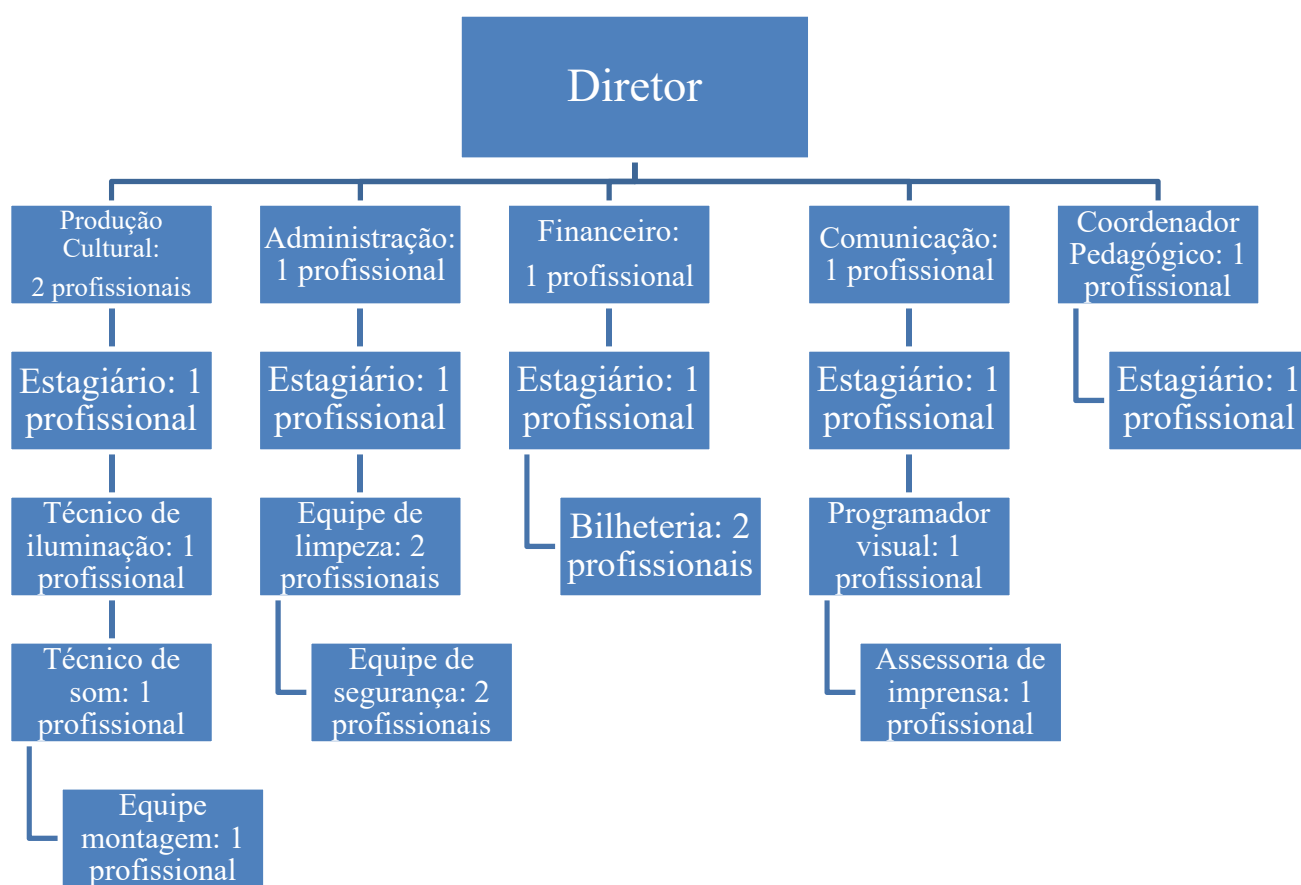 Diretor
Produção
Cultural:
2 profissionais
Administração:
1 profissional
Financeiro:
1 profissional
Comunicação:
1 profissional
Coordenador
Pedagógico: 1
profissional
Estagiário: 1
profissional
Estagiário: 1
profissional
Estagiário: 1
profissional
Estagiário: 1
profissional
Estagiário: 1
profissional
Técnico de
iluminação: 1
profissional
Equipe de
limpeza: 2
profissionais
Bilheteria: 2
profissionais
Programador
visual: 1
profissional
Técnico de
som: 1
profissional
Equipe de
segurança: 2
profissionais
Assessoria de
imprensa: 1
profissional
Equipe
montagem: 1
profissional